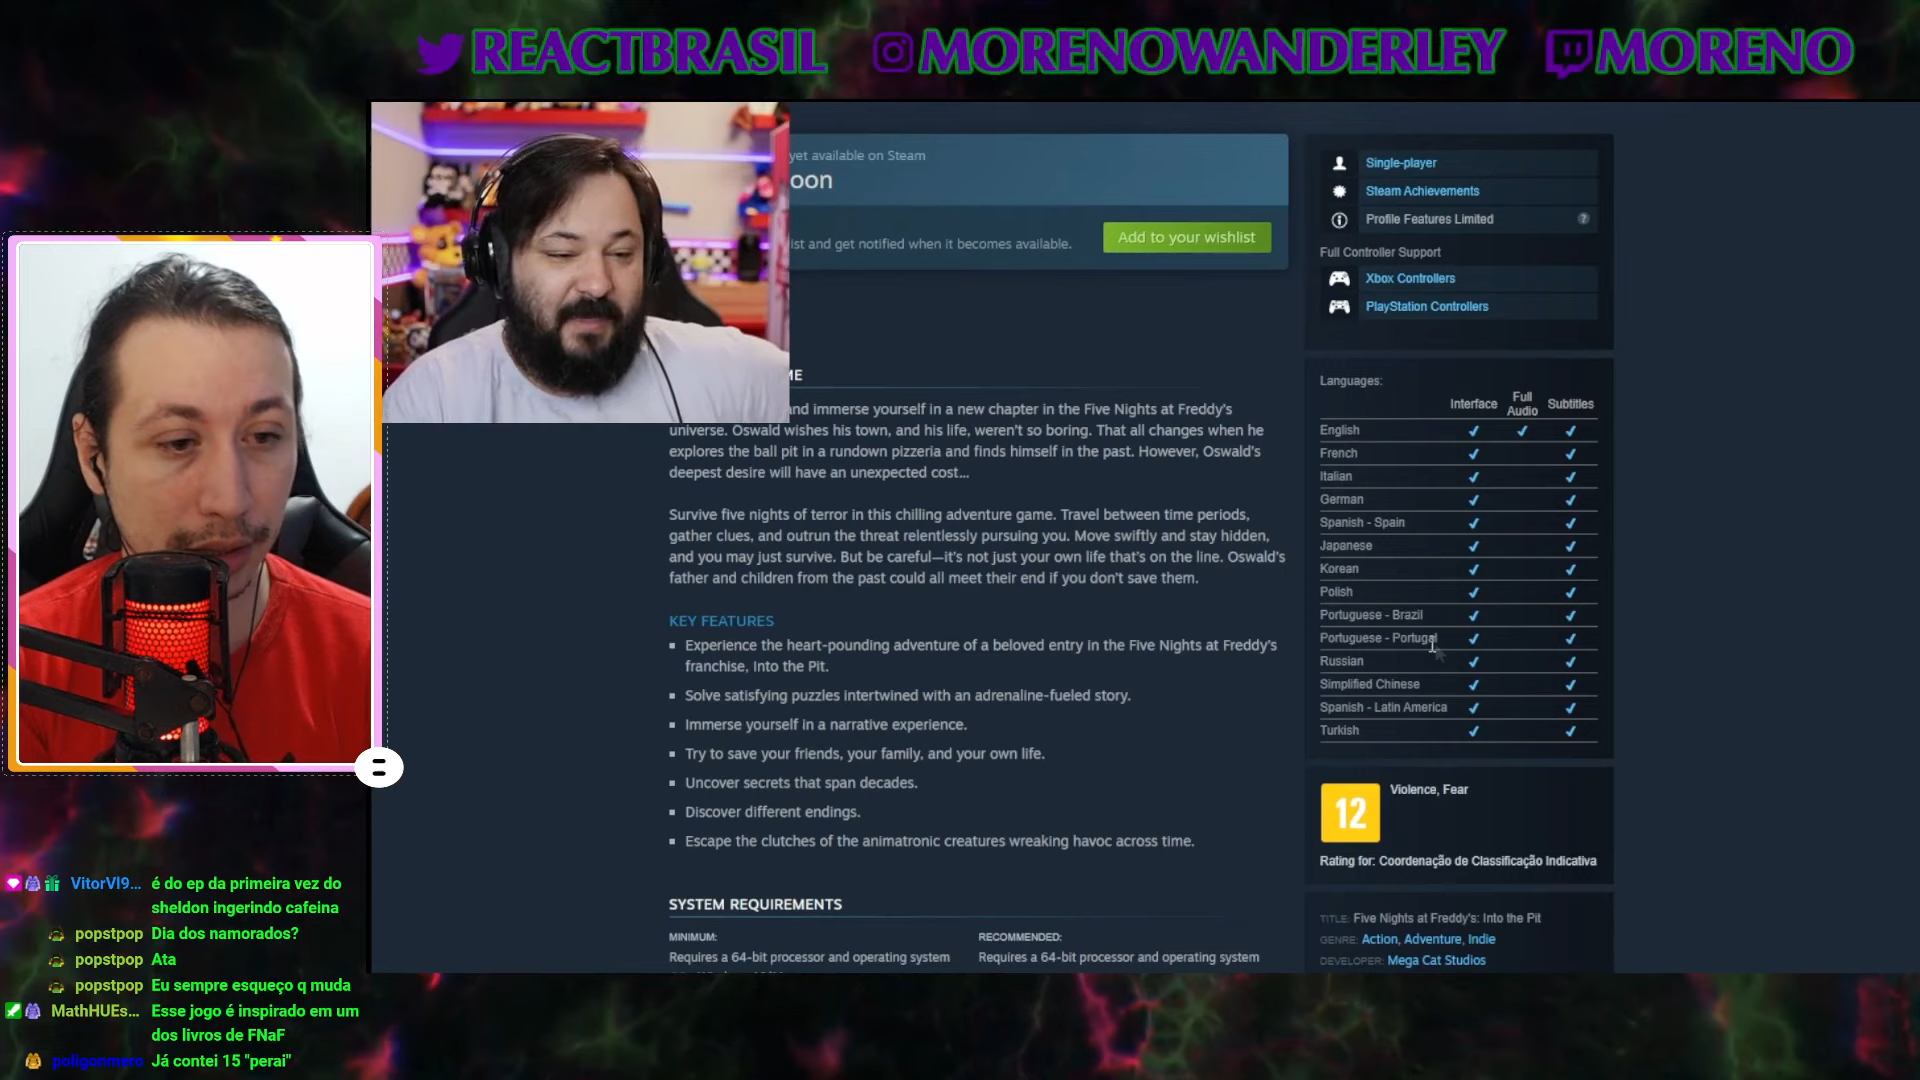 REACTBRASIL MORENOWANDERLEY MORENO
yet available on Steam
oon
ist and get notified when it becomes available.
Add to your wishlist
ME
and immerse yourself in a new chapter in the Five Nights at Freddy's
universe. Oswald wishes his town, and his life, weren't so boring. That all changes when he
explores the ball pit in a rundown pizzeria and finds himself in the past. However, Oswald's
deepest desire will have an unexpected cost...
Survive five nights of terror in this chilling adventure game. Travel between time periods,
gather clues, and outrun the threat relentlessly pursuing you. Move swiftly and stay hidden,
and you may just survive. But be careful—it's not just your own life that's on the line. Oswald's
father and children from the past could all meet their end if you don't save them.
KEY FEATURES
Experience the heart-pounding adventure of a beloved entry in the Five Nights at Freddy's
franchise, Into the Pit.
Solve satisfying puzzles intertwined with an adrenaline-fueled story.
Immerse yourself in a narrative experience.
Try to save your friends, your family, and your own life.
Uncover secrets that span decades.
Discover different endings.
Escape the clutches of the animatronic creatures wreaking havoc across time.
SYSTEM REQUIREMENTS
MINIMUM:
Requires a 64-bit processor and operating system
RECOMMENDED:
Requires a 64-bit processor and operating system
Single-player
Steam Achievements
Profile Features Limited ?
Full Controller Support
Xbox Controllers
PlayStation Controllers
Languages:
Interface Full Audio Subtitles
English
French
Italian
German
Spanish - Spain
Japanese
Korean
Polish
Portuguese - Brazil
Portuguese - Portugal
Russian
Simplified Chinese
Spanish - Latin America
Turkish
12
Violence, Fear
Rating for: Coordenação de Classificação Indicativa
TITLE: Five Nights at Freddy's: Into the Pit
GENRE: Action, Adventure, Indie
DEVELOPER: Mega Cat Studios
VitorVl9... é do ep da primeira vez do
sheldon ingerindo cafeina
popstpop Dia dos namorados?
popstpop Ata
popstpop Eu sempre esqueço q muda
MathHUEs... Esse jogo é inspirado em um
dos livros de FNaF
poligonmero Já contei 15 "perai"